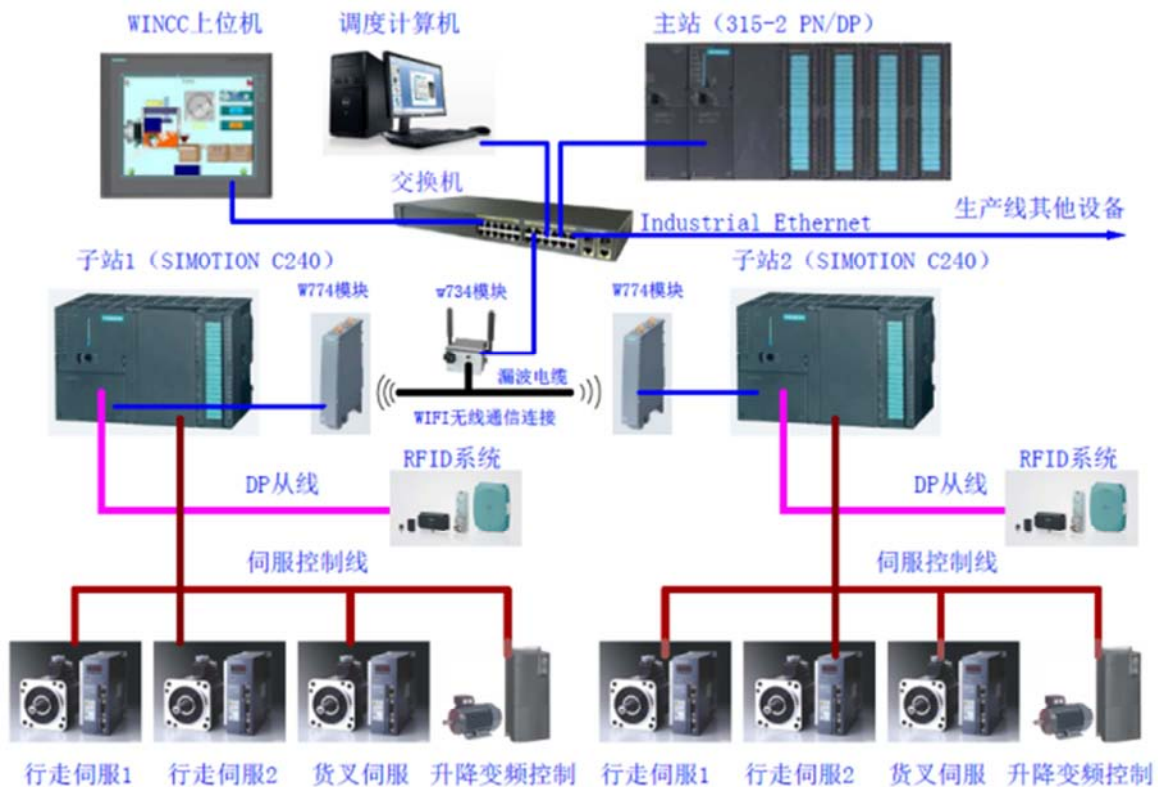 WINCC上位机
调度计算机
主站（315-2 PN/DP）
交换机
Industrial Ethernet
生产线其他设备
子站1（SIMOTION C240）
子站2（SIMOTION C240）
W774模块
w734模块
W774模块
漏波电缆
WIFI无线通信连接
RFID系统
RFID系统
DP从线
DP从线
伺服控制线
伺服控制线
行走伺服1
行走伺服2
货叉伺服
升降变频控制
行走伺服1
行走伺服2
货叉伺服
升降变频控制